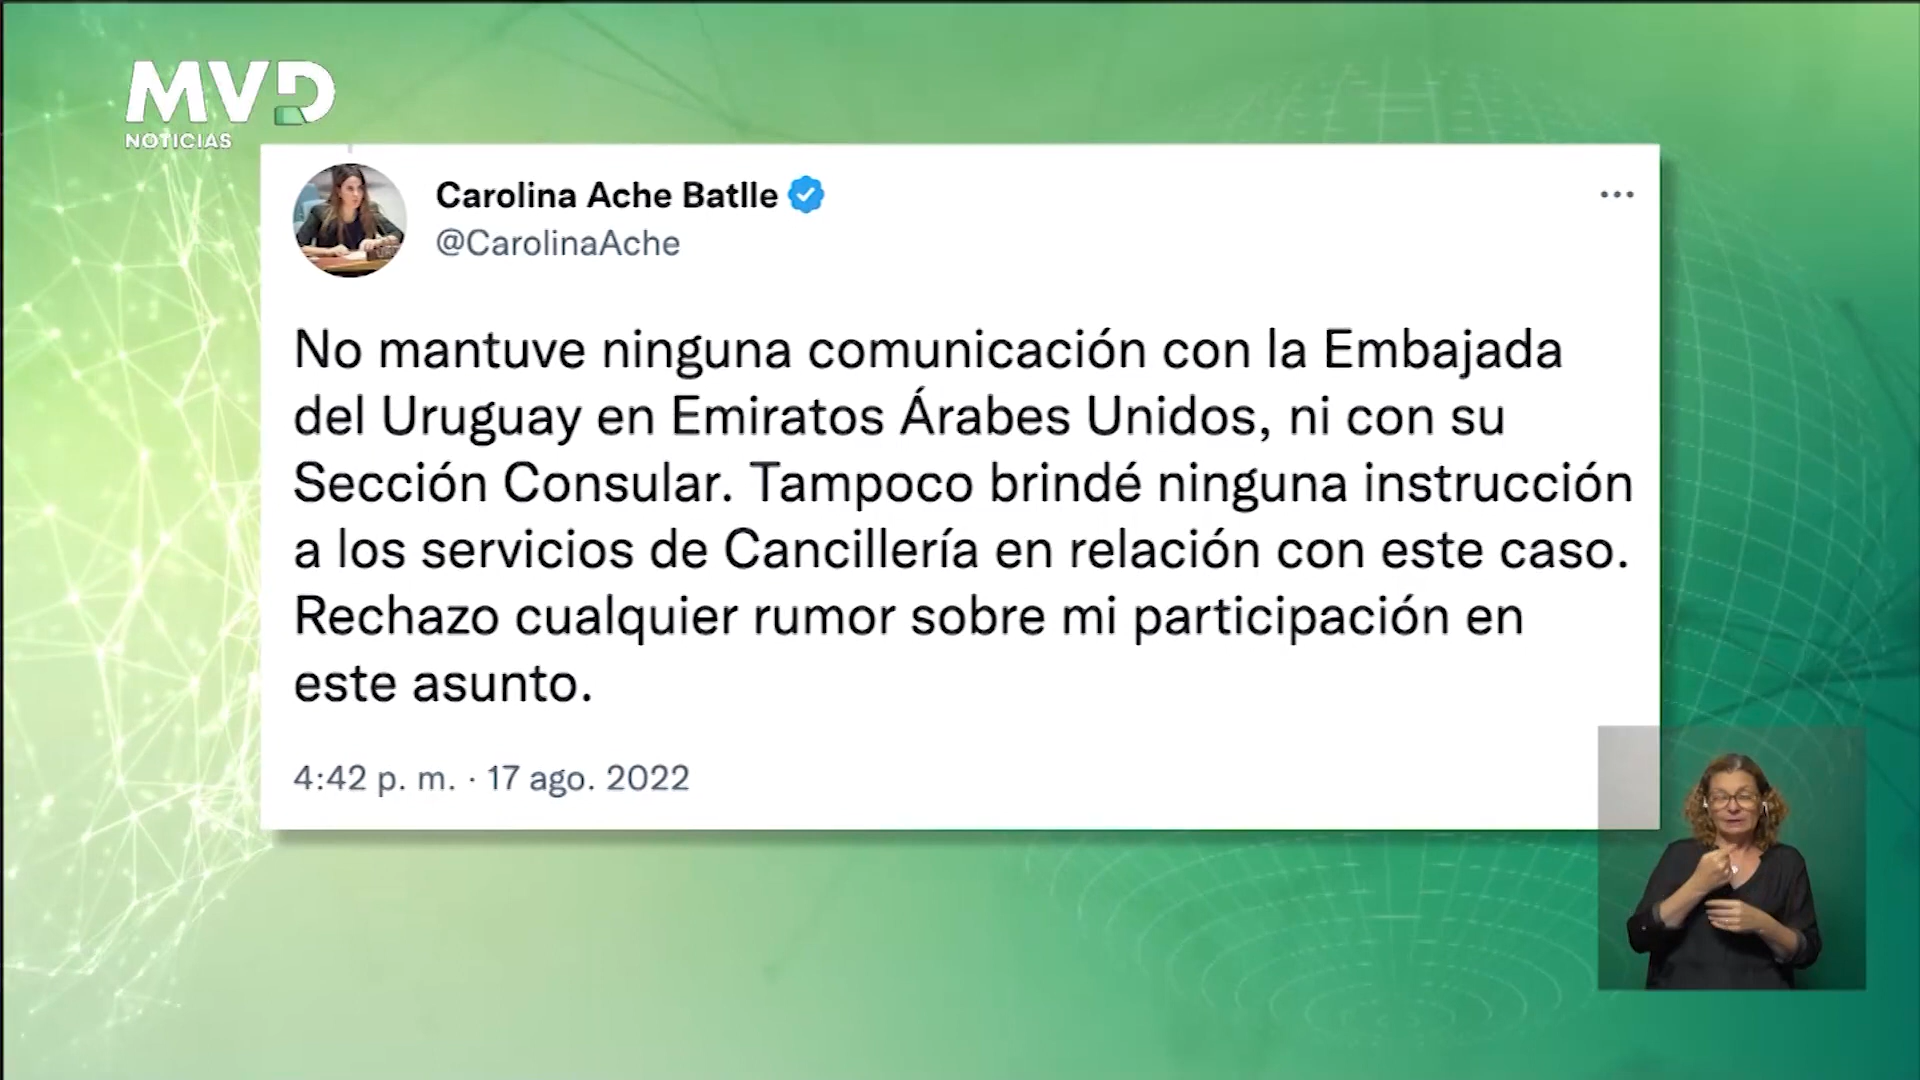 MVD
NOTICIAS
Carolina Ache Batlle
@CarolinaAche
No mantuve ninguna comunicación con la Embajada
del Uruguay en Emiratos Árabes Unidos, ni con su
Sección Consular. Tampoco brindé ninguna instrucción
a los servicios de Cancillería en relación con este caso.
Rechazo cualquier rumor sobre mi participación en
este asunto.
4:42 p. m. · 17 ago. 2022